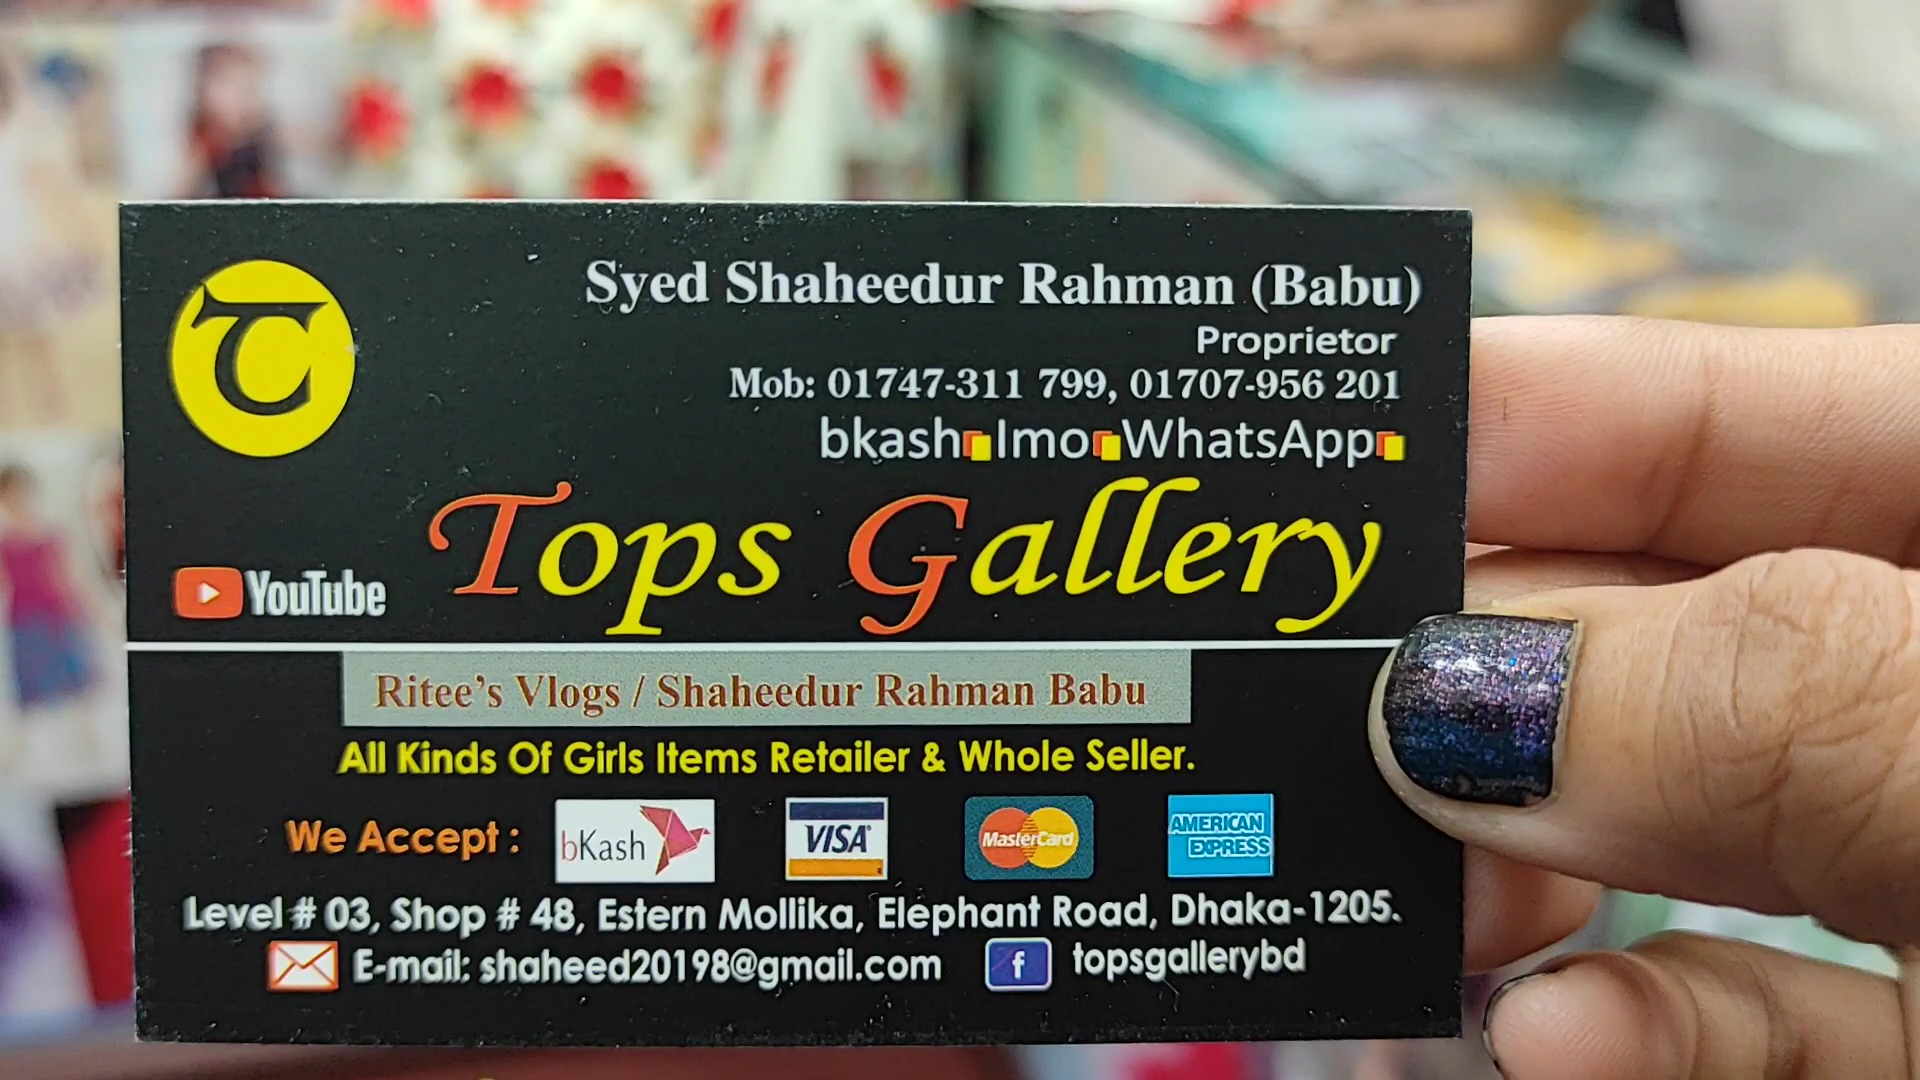 Syed Shaheedur Rahman (Babu)
Proprietor
Mob: 01747-311 799, 01707-956 201
bkash Imo WhatsApp
Tops Gallery
YouTube
Ritee's Vlogs / Shaheedur Rahman Babu
All Kinds Of Girls Items Retailer & Whole Seller.
We Accept : bKash VISA MasterCard AMERICAN EXPRESS
Level # 03, Shop # 48, Estern Mollika, Elephant Road, Dhaka-1205.
E-mail: shaheed20198@gmail.com f topsgallerybd